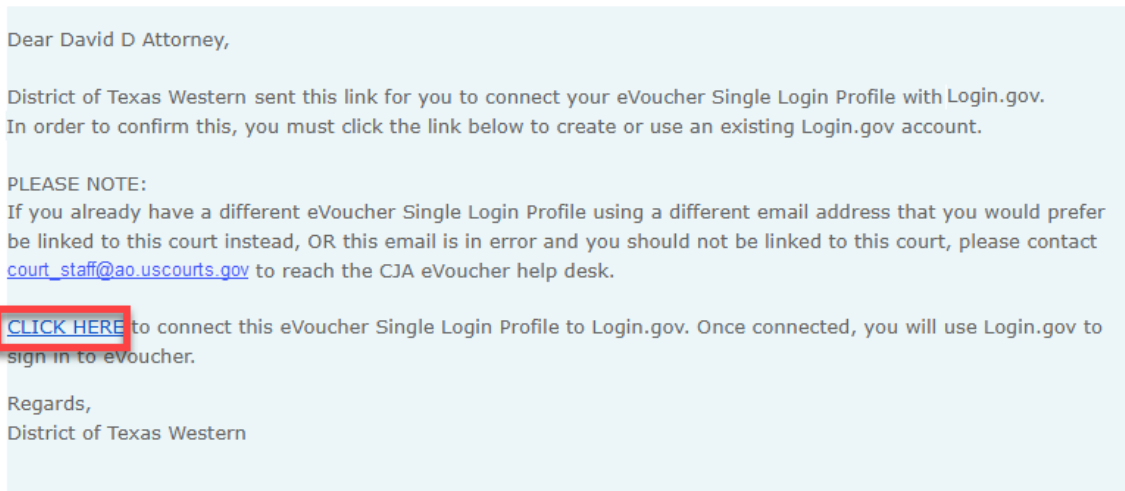 Dear David D Attorney,
District of Texas Western sent this link for you to connect your eVoucher Single Login Profile with Login.gov.
In order to confirm this, you must click the link below to create or use an existing Login.gov account.
PLEASE NOTE:
If you already have a different eVoucher Single Login Profile using a different email address that you would prefer
be linked to this court instead, OR this email is in error and you should not be linked to this court, please contact
court_staff@ao.uscourts.gov to reach the CJA eVoucher help desk.
CLICK HERE to connect this eVoucher Single Login Profile to Login.gov. Once connected, you will use Login.gov to
sign in to eVoucher.
Regards,
District of Texas Western